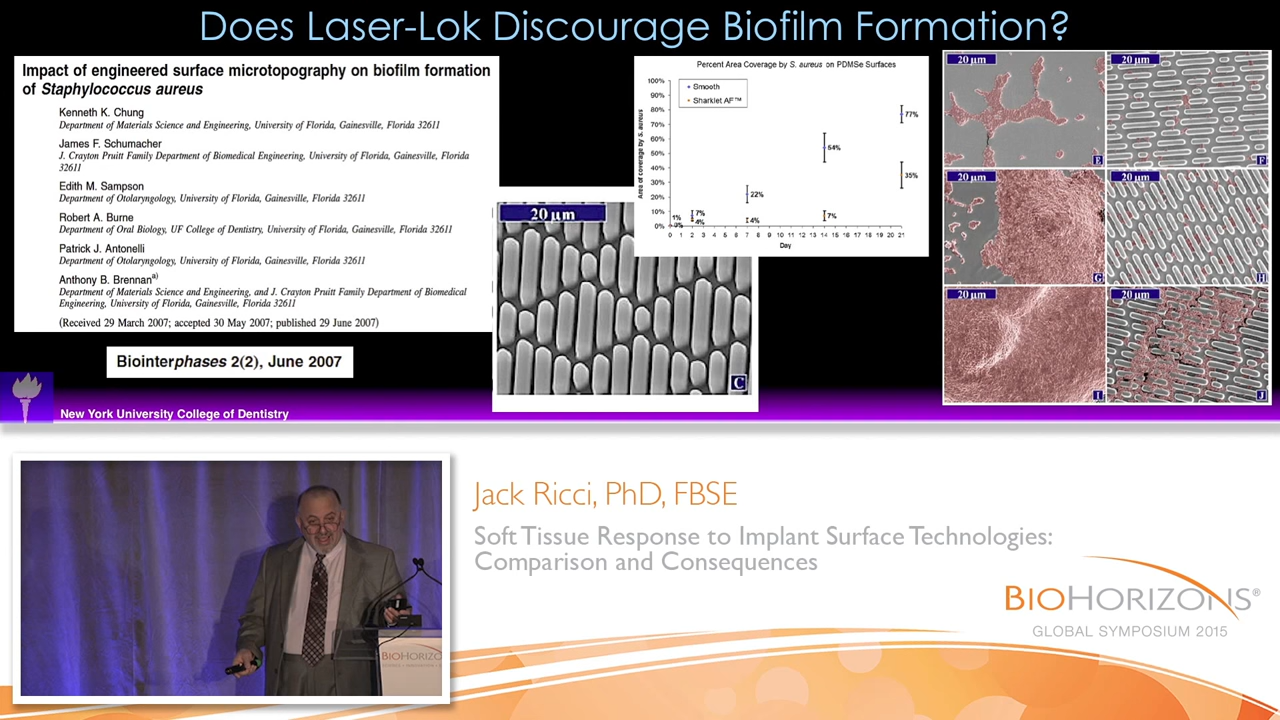 Does Laser-Lok Discourage Biofilm Formation?
Impact of engineered surface microtopography on biofilm formation
of Staphylococcus aureus
Kenneth K. Chung
Department of Materials Science and Engineering, University of Florida, Gainesville, Florida 32611
James F. Schumacher
J. Crayton Pruitt Family Department of Biomedical Engineering, University of Florida, Gainesville, Florida
32611
Edith M. Sampson
Department of Otolaryngology, University of Florida, Gainesville, Florida 32611
Robert A. Burne
Department of Oral Biology, UF College of Dentistry, University of Florida, Gainesville, Florida 32611
Patrick J. Antonelli
Department of Otolaryngology, University of Florida, Gainesville, Florida 32611
Anthony B. Brennan a)
Department of Materials Science and Engineering, and J. Crayton Pruitt Family Department of Biomedical
Engineering, University of Florida, Gainesville, Florida 32611
(Received 29 March 2007; accepted 30 May 2007; published 29 June 2007)
Biointerphases 2(2), June 2007
New York University College of Dentistry
20 µm
C
Percent Area Coverage by S. aureus on PDMSe Surfaces
Smooth
Sharklet AF™
Area of coverage by S. aureus
100%
90%
80%
70%
60%
50%
40%
30%
20%
10%
0%
1%
0%
7%
4%
22%
4%
54%
7%
77%
35%
0 1 2 3 4 5 6 7 8 9 10 11 12 13 14 15 16 17 18 19 20 21
Day
20 µm
E
20 µm
F
20 µm
G
20 µm
H
20 µm
I
20 µm
J
Jack Ricci, PhD, FBSE
Soft Tissue Response to Implant Surface Technologies:
Comparison and Consequences
BIOHORIZONS®
GLOBAL SYMPOSIUM 2015
BIOHORIZO